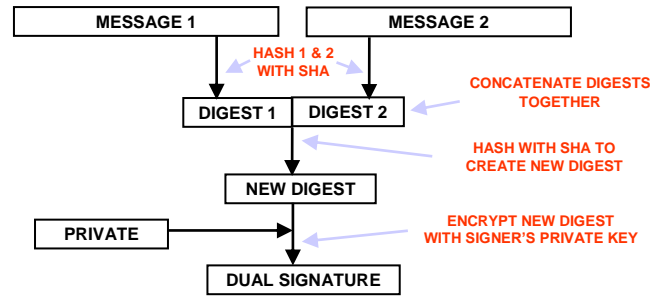 MESSAGE 1
MESSAGE 2
HASH 1 & 2
WITH SHA
DIGEST 1
DIGEST 2
CONCATENATE DIGESTS
TOGETHER
HASH WITH SHA TO
CREATE NEW DIGEST
NEW DIGEST
PRIVATE
ENCRYPT NEW DIGEST
WITH SIGNER'S PRIVATE KEY
DUAL SIGNATURE